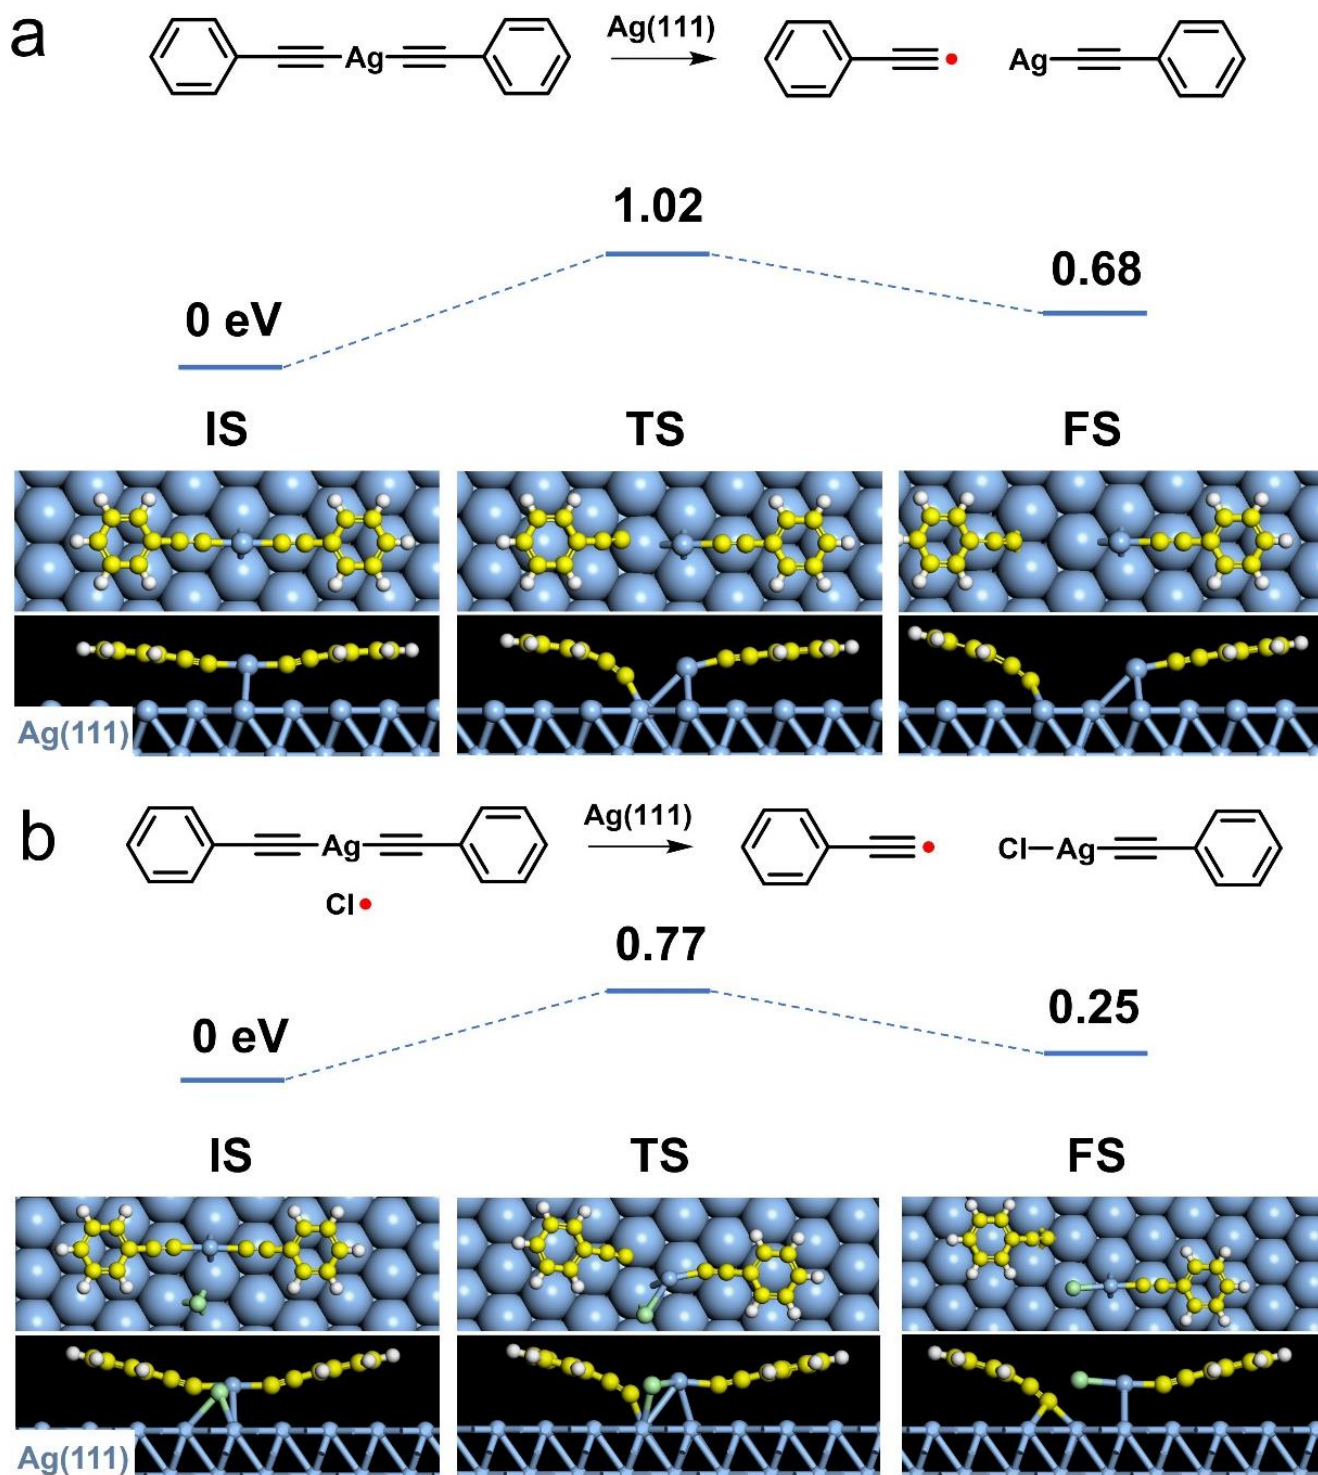 a
Ag(111)
Ag
Ag
1.02
0.68
0 eV
IS
TS
FS
Ag(111)
b
Ag(111)
Ag
Cl
Cl Ag
0.77
0.25
0 eV
IS
TS
FS
Ag(111)